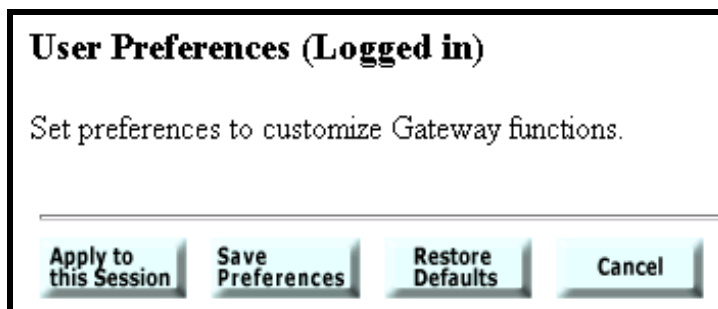 User Preferences (Logged in)
Set preferences to customize Gateway functions.
Apply to
this Session
Save
Preferences
Restore
Defaults
Cancel